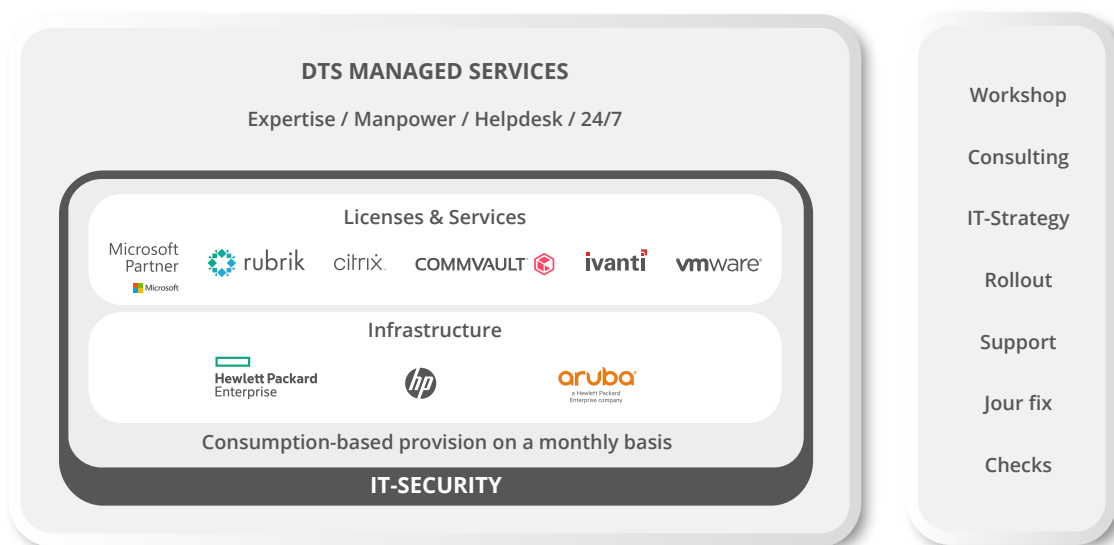 DTS MANAGED SERVICES
Expertise / Manpower / Helpdesk / 24/7
Licenses & Services
Microsoft
Partner
Microsoft
rubrik
citrix
COMMVAULT
ivanti
vmware
Infrastructure
Hewlett Packard
Enterprise
hp
aruba
a Hewlett Packard
Enterprise company
Consumption-based provision on a monthly basis
IT-SECURITY
Workshop
Consulting
IT-Strategy
Rollout
Support
Jour fix
Checks